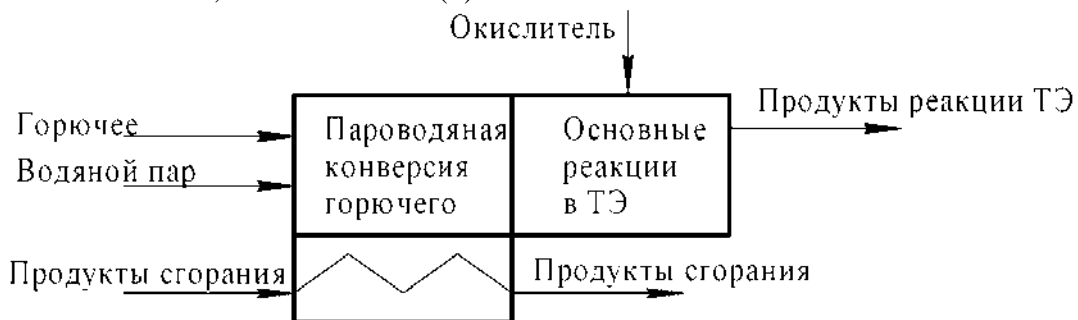 Окислитель
Продукты реакции ТЭ
Горючее
Водяной пар
Пароводяная
конверсия
горючего
Основные
реакции
в ТЭ
Продукты сгорания
Продукты сгорания